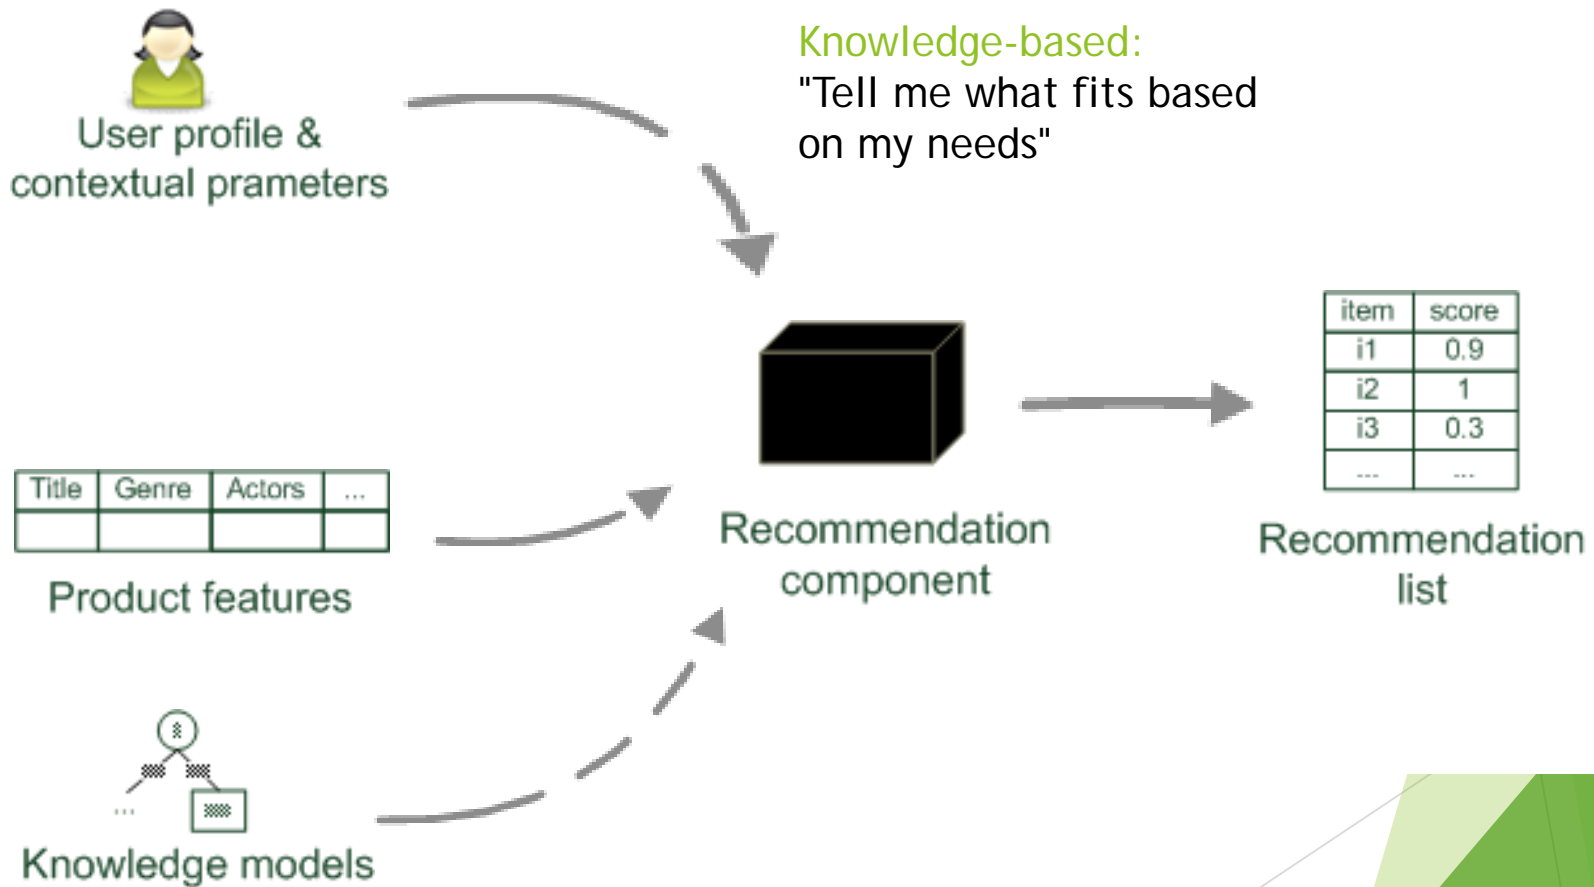 Knowledge-based:
"Tell me what fits based
on my needs"
User profile &
contextual prameters
Title Genre Actors ...
Product features
...
Knowledge models
Recommendation
component
item score
i1 0.9
i2 1
i3 0.3
... ...
Recommendation
list